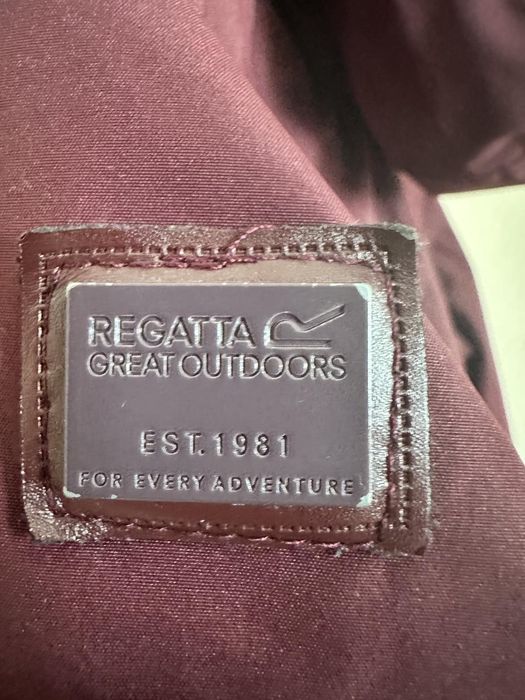 REGATTA
GREAT OUTDOORS
EST. 1981
FOR EVERY ADVENTURE